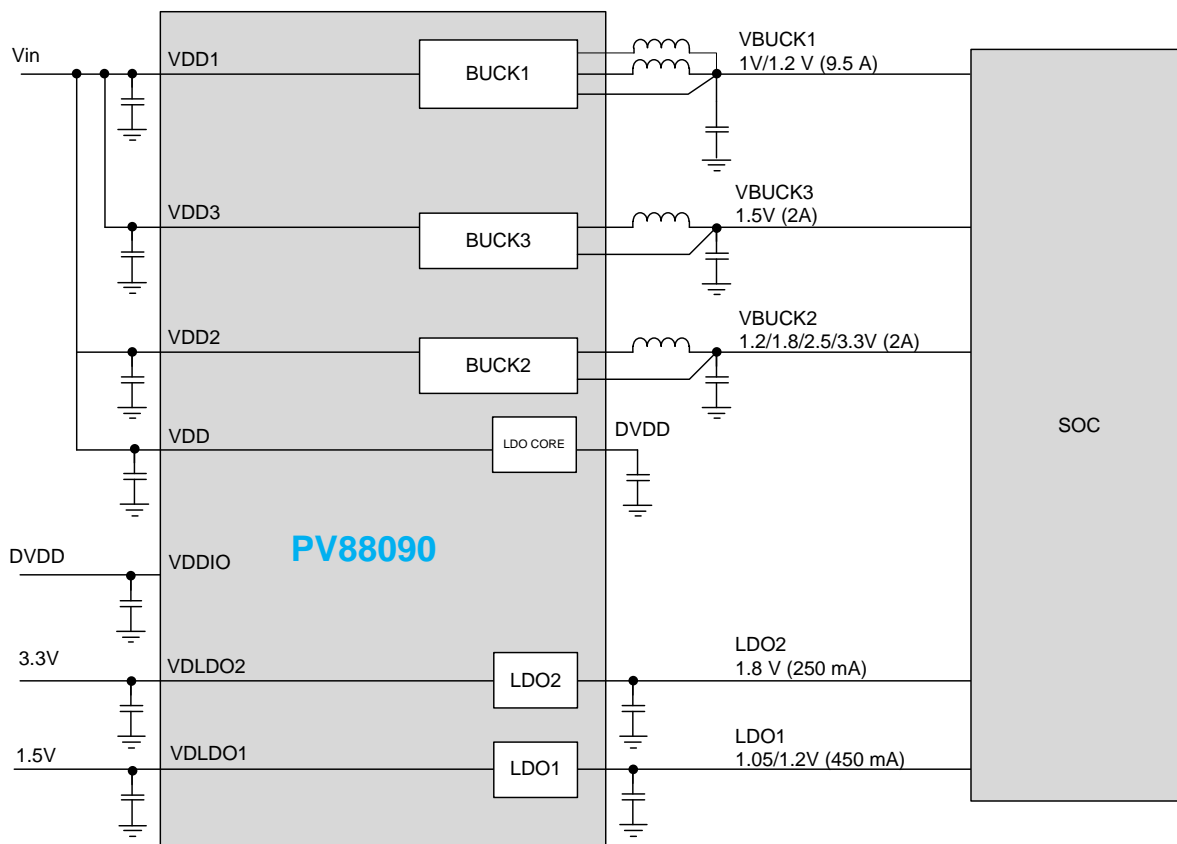 Vin
VDD1
BUCK1
VBUCK1
1V/1.2 V (9.5 A)
VDD3
BUCK3
VBUCK3
1.5V (2A)
VDD2
BUCK2
VBUCK2
1.2/1.8/2.5/3.3V (2A)
VDD
LDO CORE
DVDD
SOC
PV88090
DVDD
VDDIO
3.3V
VDLDO2
LDO2
LDO2
1.8 V (250 mA)
1.5V
VDLDO1
LDO1
LDO1
1.05/1.2V (450 mA)